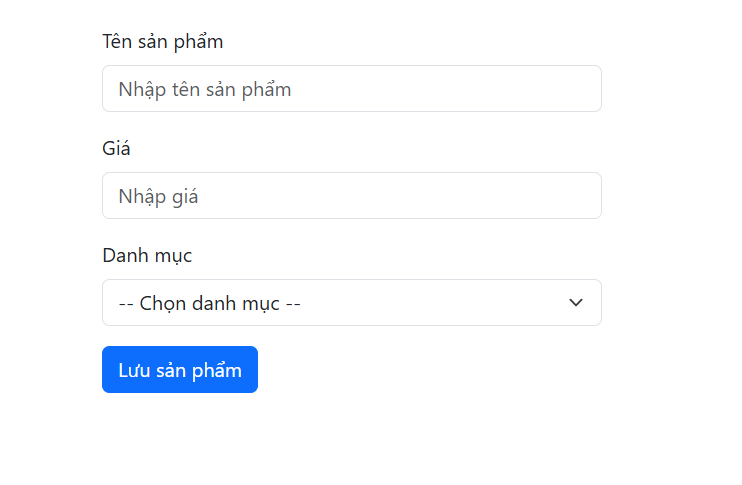 Tên sản phẩm
Nhập tên sản phẩm
Giá
Nhập giá
Danh mục
-- Chọn danh mục --
Lưu sản phẩm